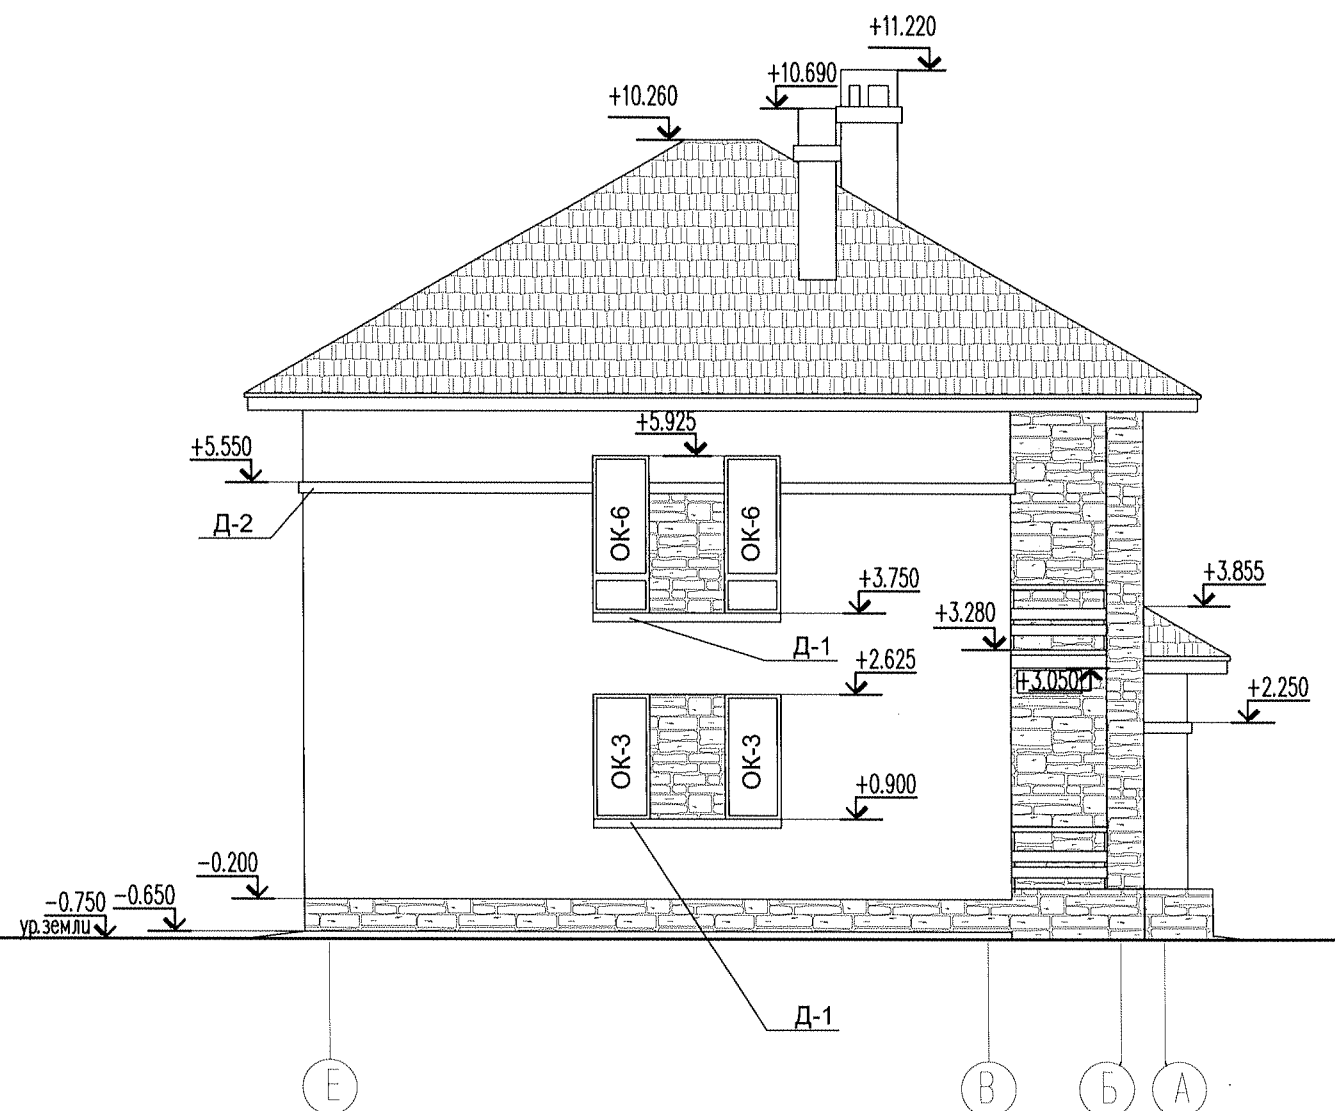 +11.220
+10.690
+10.260
+5.925
+5.550
Д-2
ОК-6
ОК-6
+3.750
+3.855
+3.280
Д-1
+2.625
+3.050
+2.250
ОК-3
ОК-3
+0.900
-0.200
-0.650
-0.750
ур.земли
Д-1
Е
В
Б
А